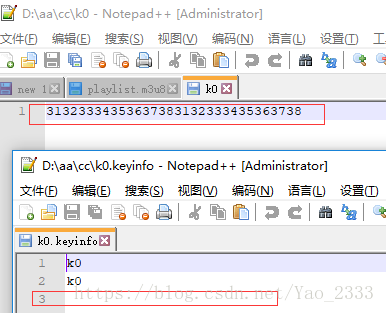 D:\aa\cc\k0 - Notepad++ [Administrator]
文件(F) 编辑(E) 搜索(S) 视图(V) 编码(N) 语言(L) 设置(T) 工具
new 1 playlist.m3u8 k0
1 31323334353637383132333435363738
D:\aa\cc\k0.keyinfo - Notepad++ [Administrator]
文件(F) 编辑(E) 搜索(S) 视图(V) 编码(N) 语言(L) 设置(T)
k0.keyinfo
1 k0
2 k0
3
https://blog.csdn.net/Yao_2333